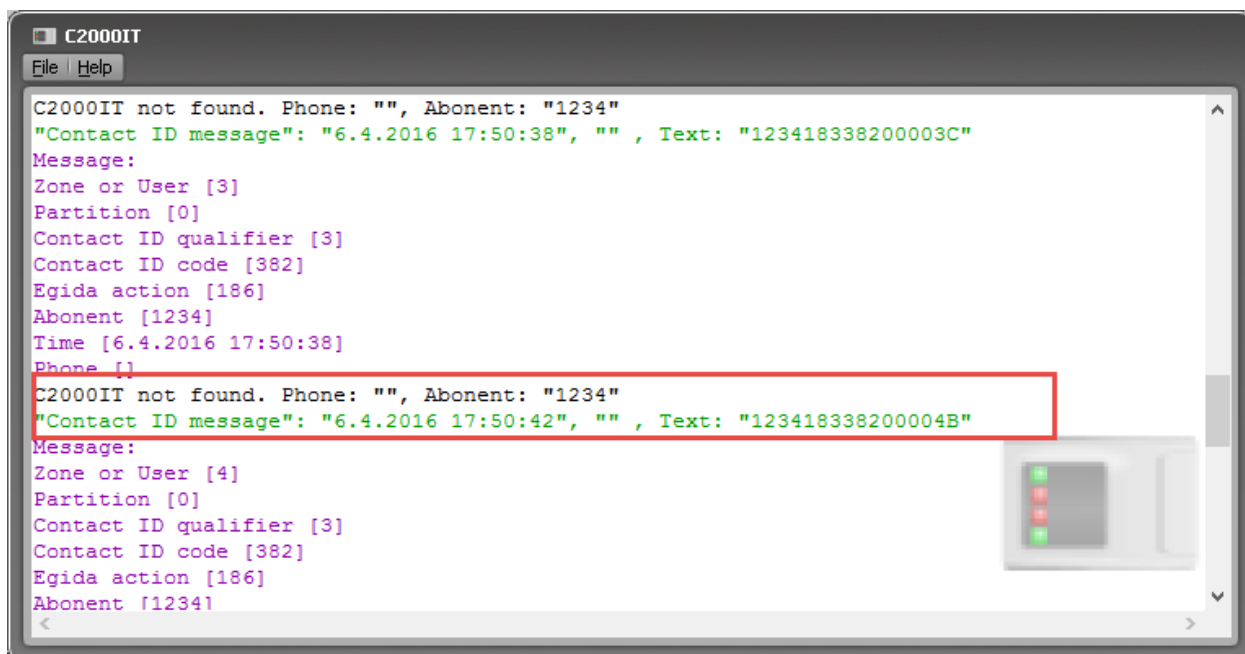 C2000IT
File Help
C2000IT not found. Phone: "", Abonent: "1234"
"Contact ID message": "6.4.2016 17:50:38", "" , Text: "123418338200003C"
Message:
Zone or User [3]
Partition [0]
Contact ID qualifier [3]
Contact ID code [382]
Egida action [186]
Abonent [1234]
Time [6.4.2016 17:50:38]
Phone []
C2000IT not found. Phone: "", Abonent: "1234"
"Contact ID message": "6.4.2016 17:50:42", "" , Text: "123418338200004B"
Message:
Zone or User [4]
Partition [0]
Contact ID qualifier [3]
Contact ID code [382]
Egida action [186]
Abonent [1234]